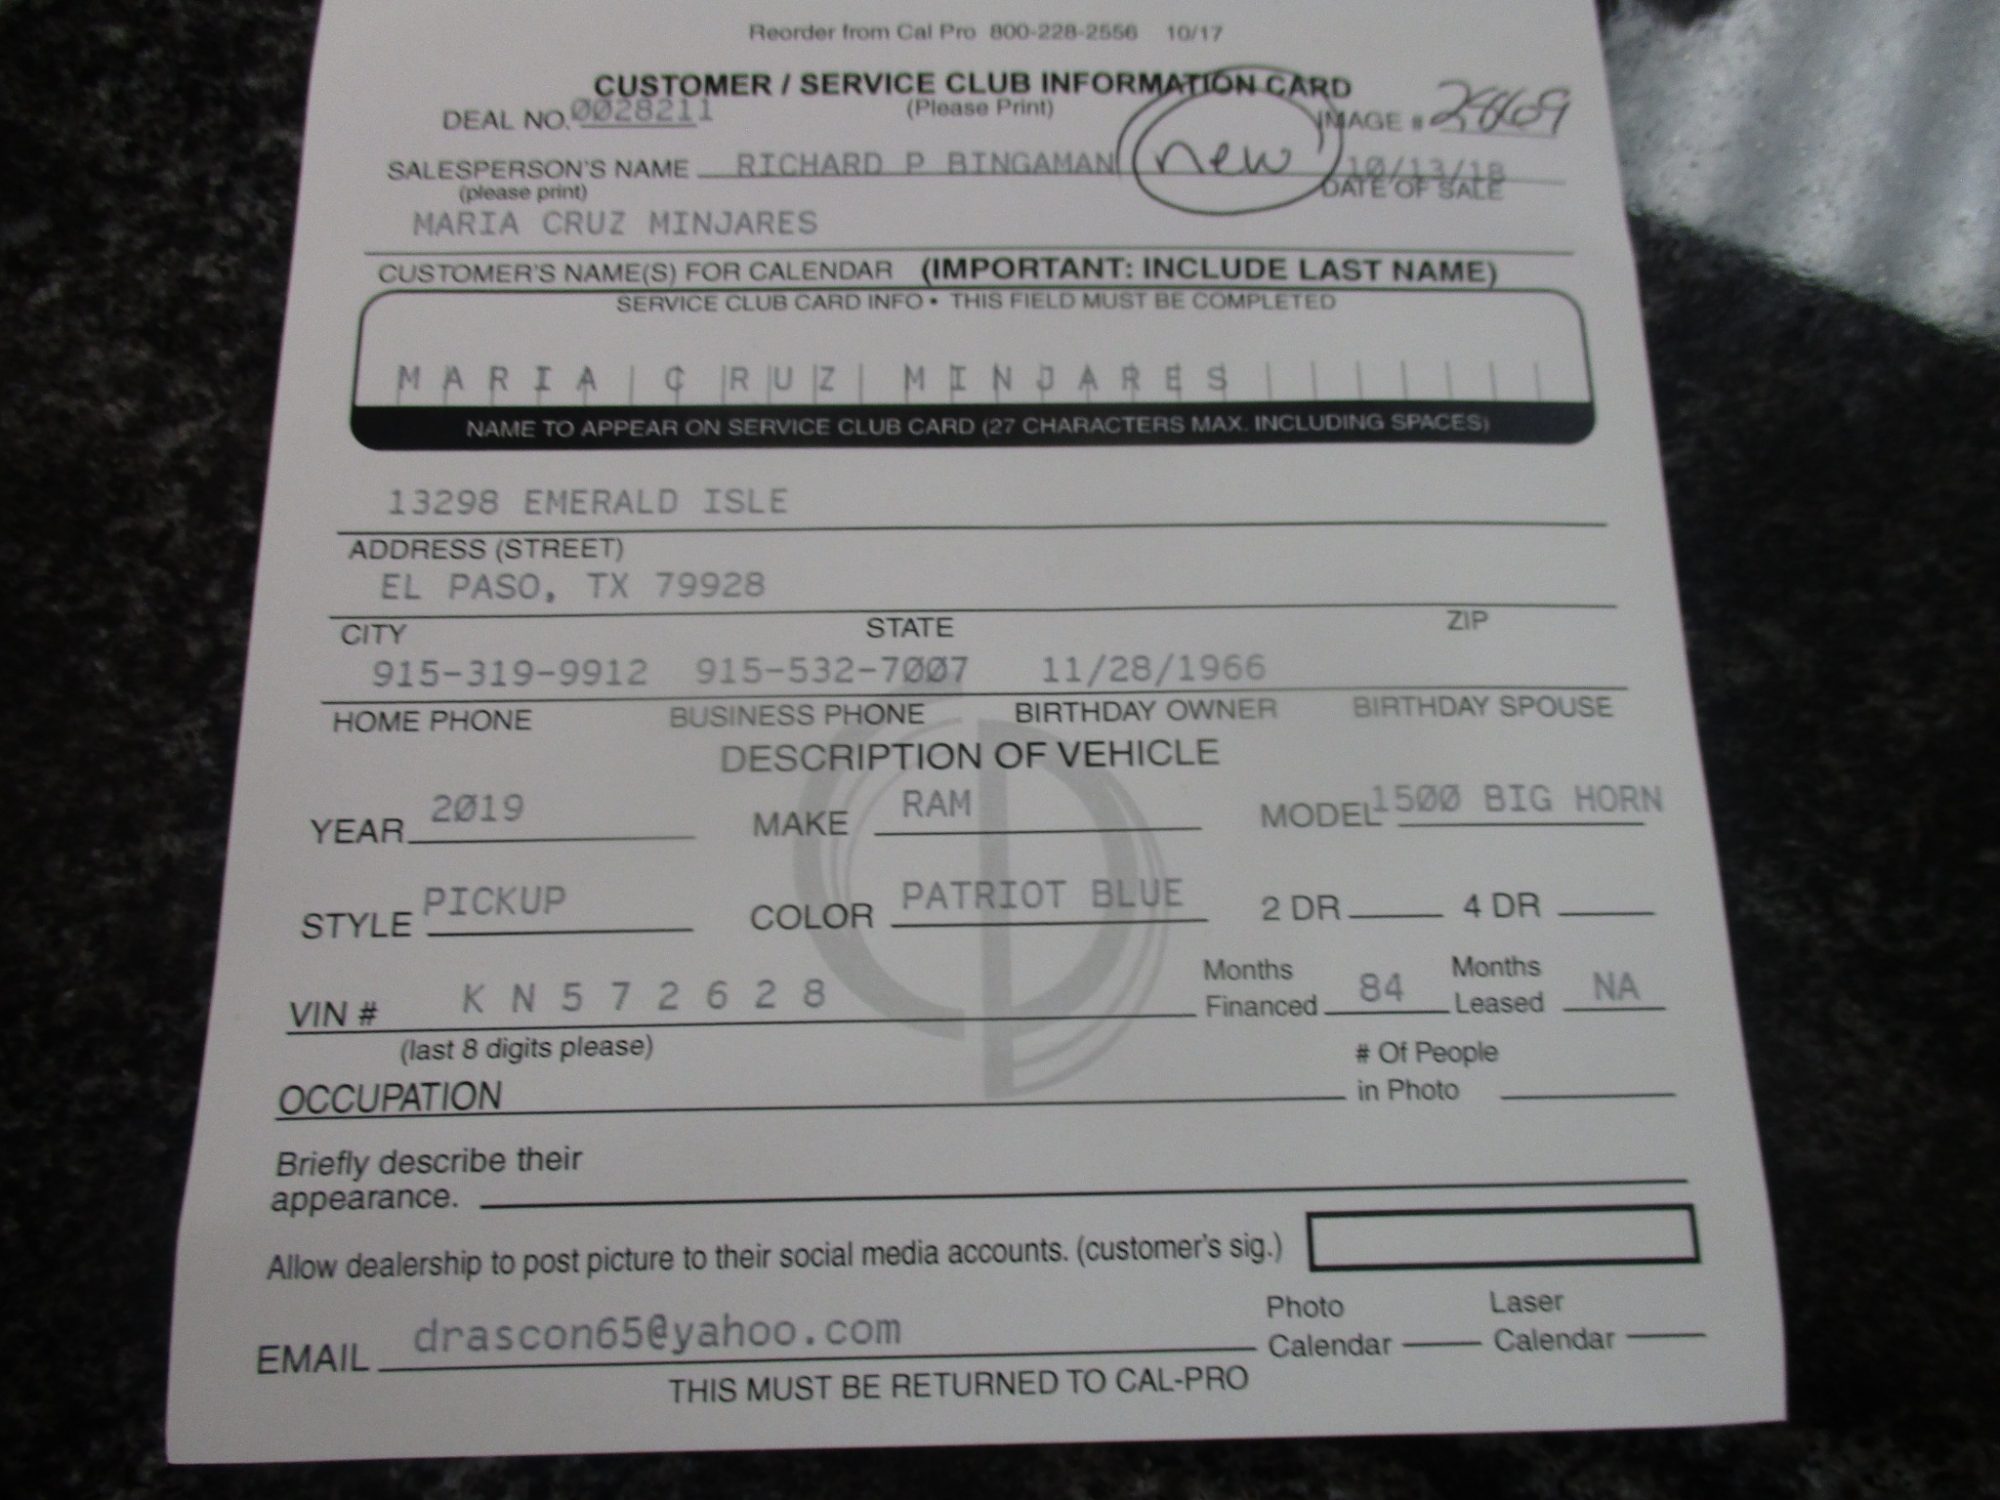 Reorder from Cal Pro 800-228-2556 10/17
CUSTOMER / SERVICE CLUB INFORMATION CARD
(Please Print)
DEAL NO. 0028211
IMAGE #
SALESPERSON'S NAME RICHARD P BINGAMAN new 10/13/18
(please print) DATE OF SALE
MARIA CRUZ MINJARES
CUSTOMER'S NAME(S) FOR CALENDAR (IMPORTANT: INCLUDE LAST NAME)
SERVICE CLUB CARD INFO • THIS FIELD MUST BE COMPLETED
MARIA CRUZ MINJARES
NAME TO APPEAR ON SERVICE CLUB CARD (27 CHARACTERS MAX. INCLUDING SPACES)
13298 EMERALD ISLE
ADDRESS (STREET)
EL PASO, TX 79928
CITY STATE ZIP
915-319-9912 915-532-7007 11/28/1966
HOME PHONE BUSINESS PHONE BIRTHDAY OWNER BIRTHDAY SPOUSE
DESCRIPTION OF VEHICLE
YEAR 2019 MAKE RAM MODEL 1500 BIG HORN
STYLE PICKUP COLOR PATRIOT BLUE 2 DR 4 DR
VIN # KN572628 Months Financed 84 Months Leased NA
(last 8 digits please)
OCCUPATION # Of People in Photo
Briefly describe their
appearance.
Allow dealership to post picture to their social media accounts. (customer's sig.)
EMAIL drascon65@yahoo.com Photo Calendar Laser Calendar
THIS MUST BE RETURNED TO CAL-PRO